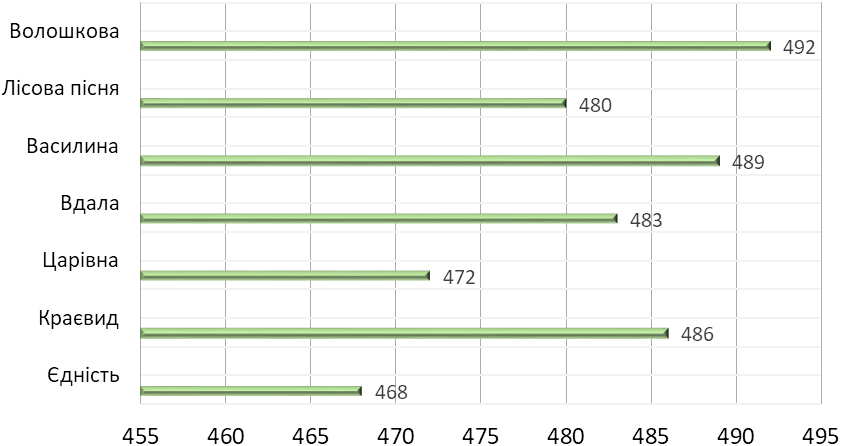 Волошкова 492
Лісова пісня 480
Василина 489
Вдала 483
Царівна 472
Краєвид 486
Єдність 468
455 460 465 470 475 480 485 490 495